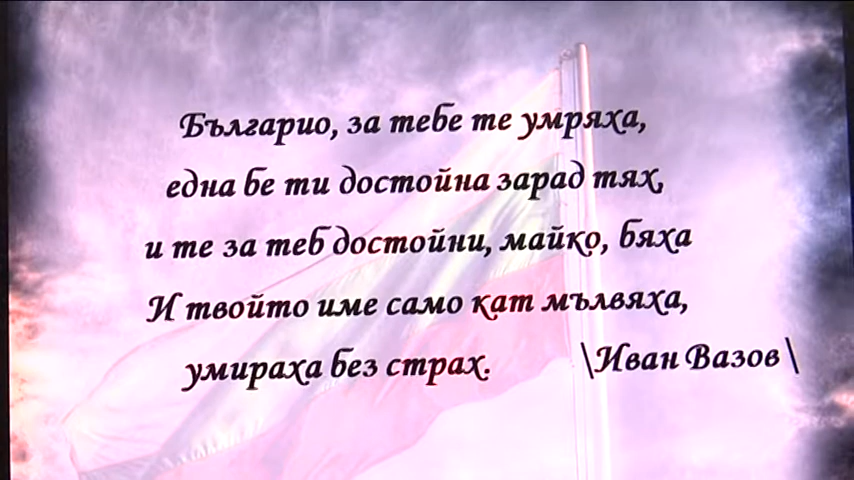 Българио, за тебе те умряха,
една бе ти достойна зарад тях,
и те за теб достойни, майко, бяха
И твойто име само кат мълвяха,
умираха без страх. \Иван Вазов\